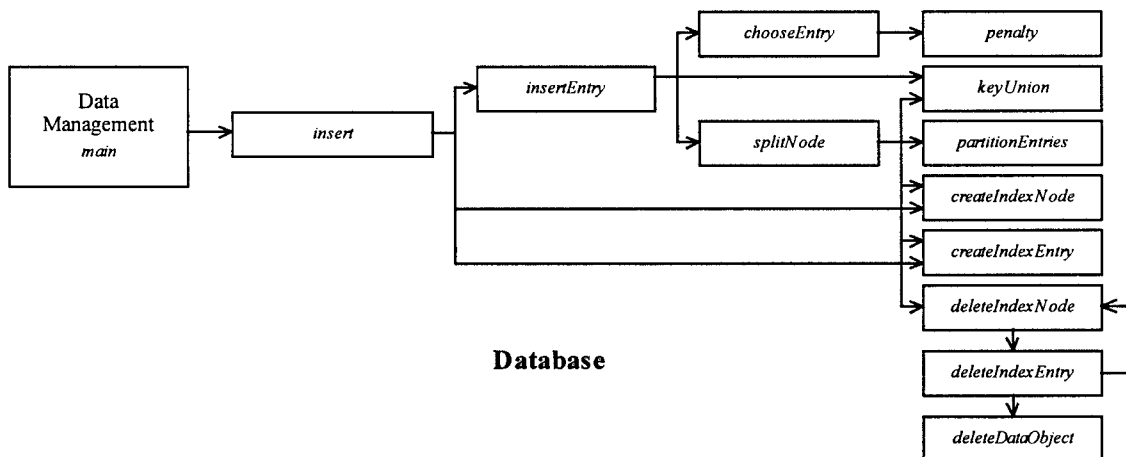 chooseEntry
penalty
Data
Management
main
insertEntry
keyUnion
insert
splitNode
partitionEntries
createIndexNode
createIndexEntry
deleteIndexNode
Database
deleteIndexEntry
deleteDataObject